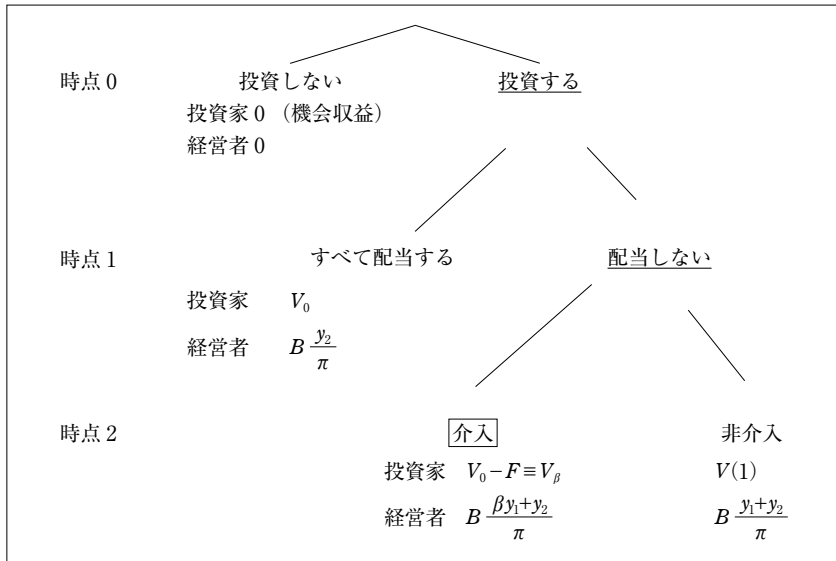 時点 0 投資しない 投資する
投資家 0 （機会収益）
経営者 0
時点 1 すべて配当する 配当しない
投資家 V₀
経営者 B y₂/π
時点 2 介入 非介入
投資家 V₀−F≡Vᵦ V(1)
経営者 B βy₁+y₂/π B y₁+y₂/π